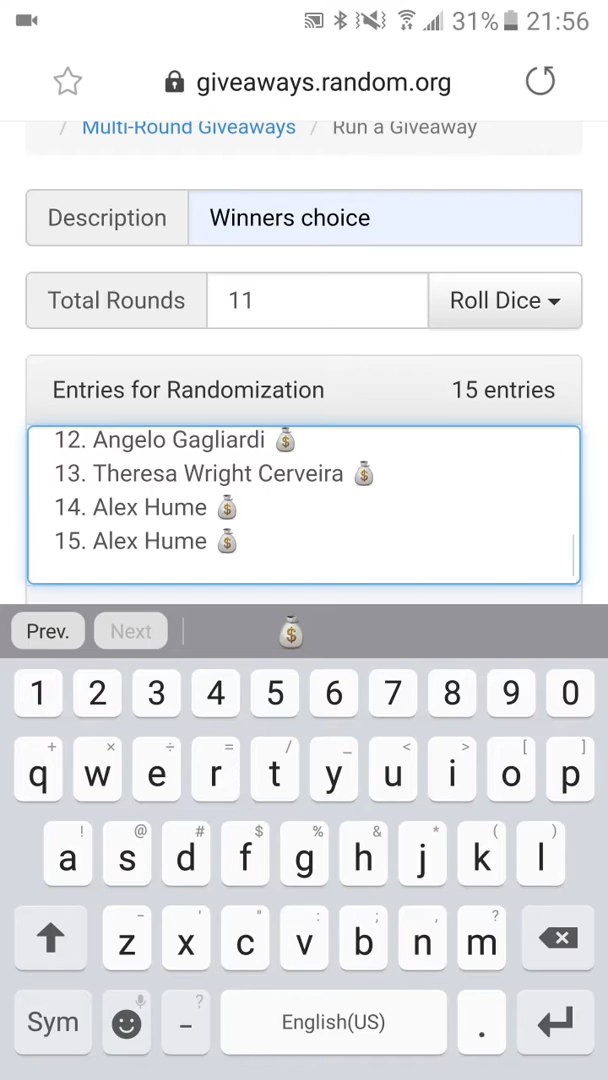 31% 21:56
giveaways.random.org
/ Multi-Round Giveaways / Run a Giveaway
Description Winners choice
Total Rounds 11 Roll Dice
Entries for Randomization 15 entries
12. Angelo Gagliardi 💰
13. Theresa Wright Cerveira 💰
14. Alex Hume 💰
15. Alex Hume 💰
Prev. Next 💰
1 2 3 4 5 6 7 8 9 0
+ × ÷ = / _ < > [ ]
q w e r t y u i o p
! @ # $ % & * ( )
a s d f g h j k l
- ' " : ; , ?
z x c v b n m
?
Sym - English(US) .